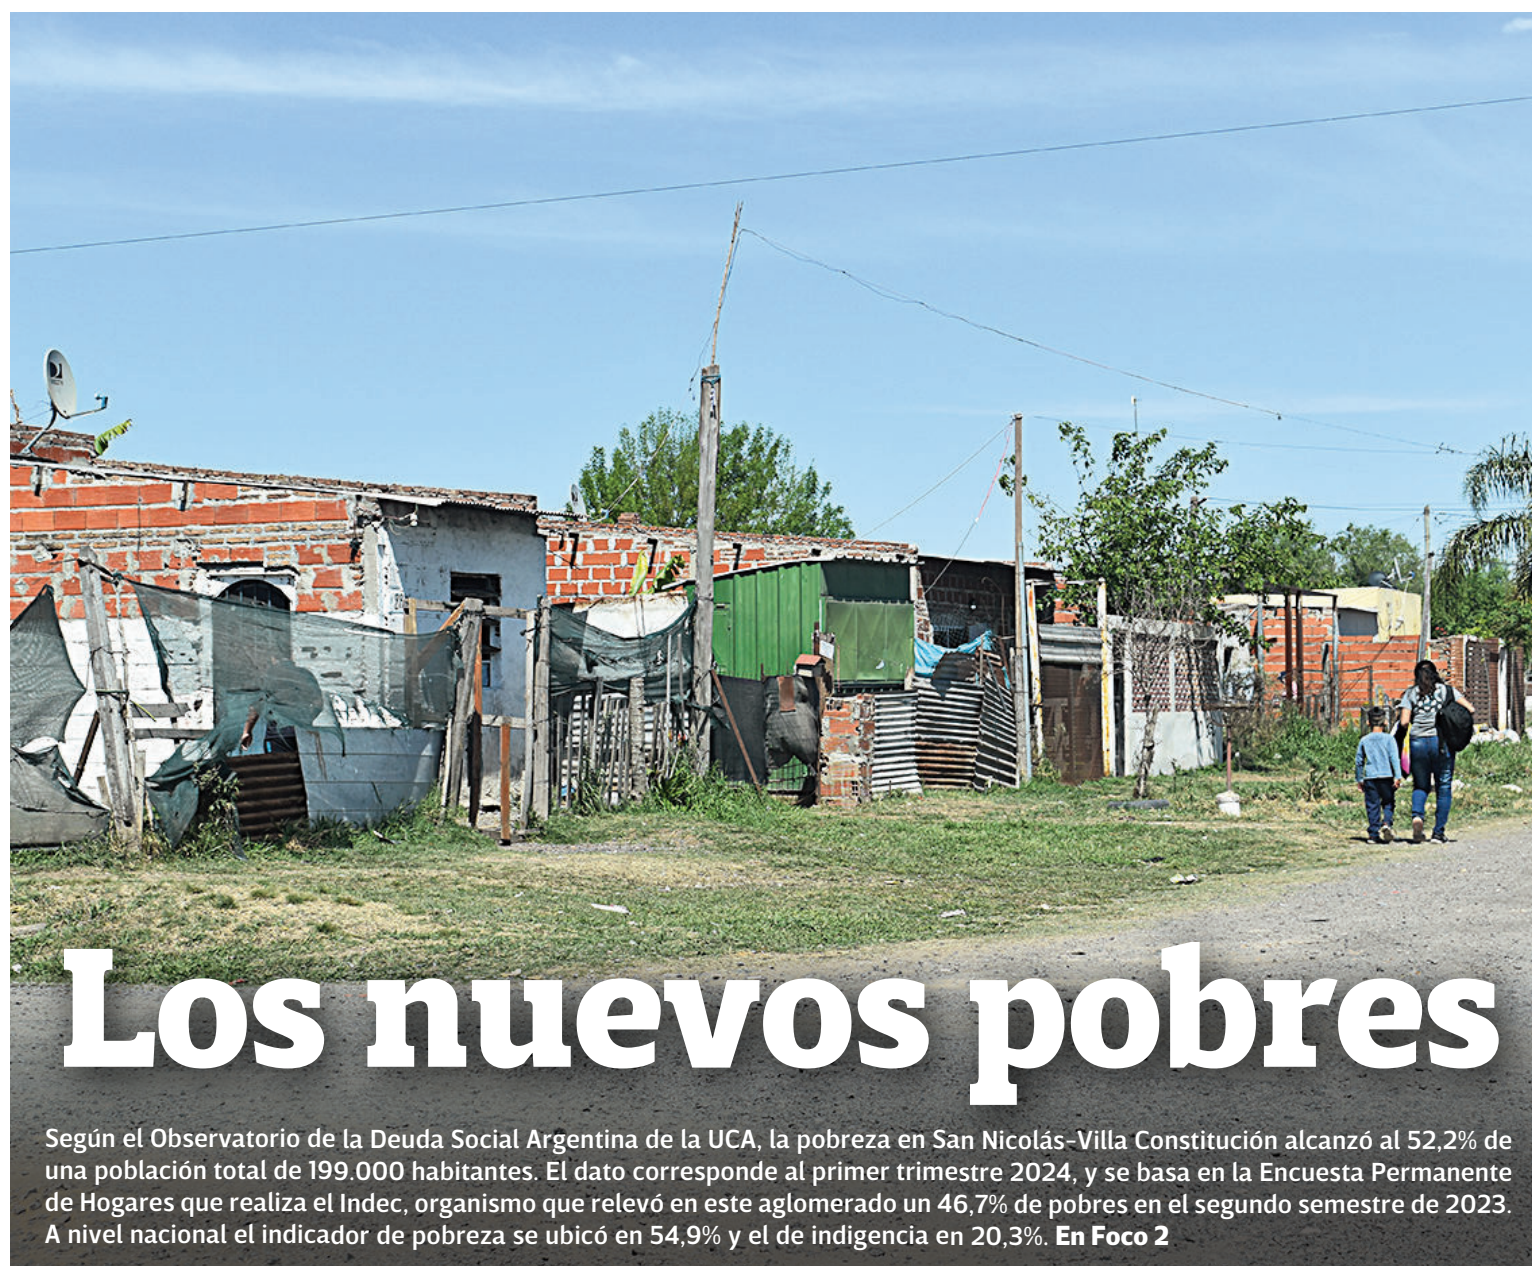 Los nuevos pobres
Según el Observatorio de la Deuda Social Argentina de la UCA, la pobreza en San Nicolás-Villa Constitución alcanzó al 52,2% de
una población total de 199.000 habitantes. El dato corresponde al primer trimestre 2024, y se basa en la Encuesta Permanente
de Hogares que realiza el Indec, organismo que relevó en este aglomerado un 46,7% de pobres en el segundo semestre de 2023.
A nivel nacional el indicador de pobreza se ubicó en 54,9% y el de indigencia en 20,3%. En Foco 2